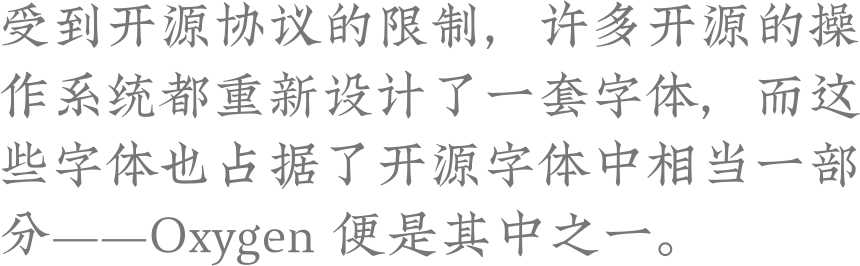 受到开源协议的限制，许多开源的操
作系统都重新设计了一套字体，而这
些字体也占据了开源字体中相当一部
分——Oxygen 便是其中之一。